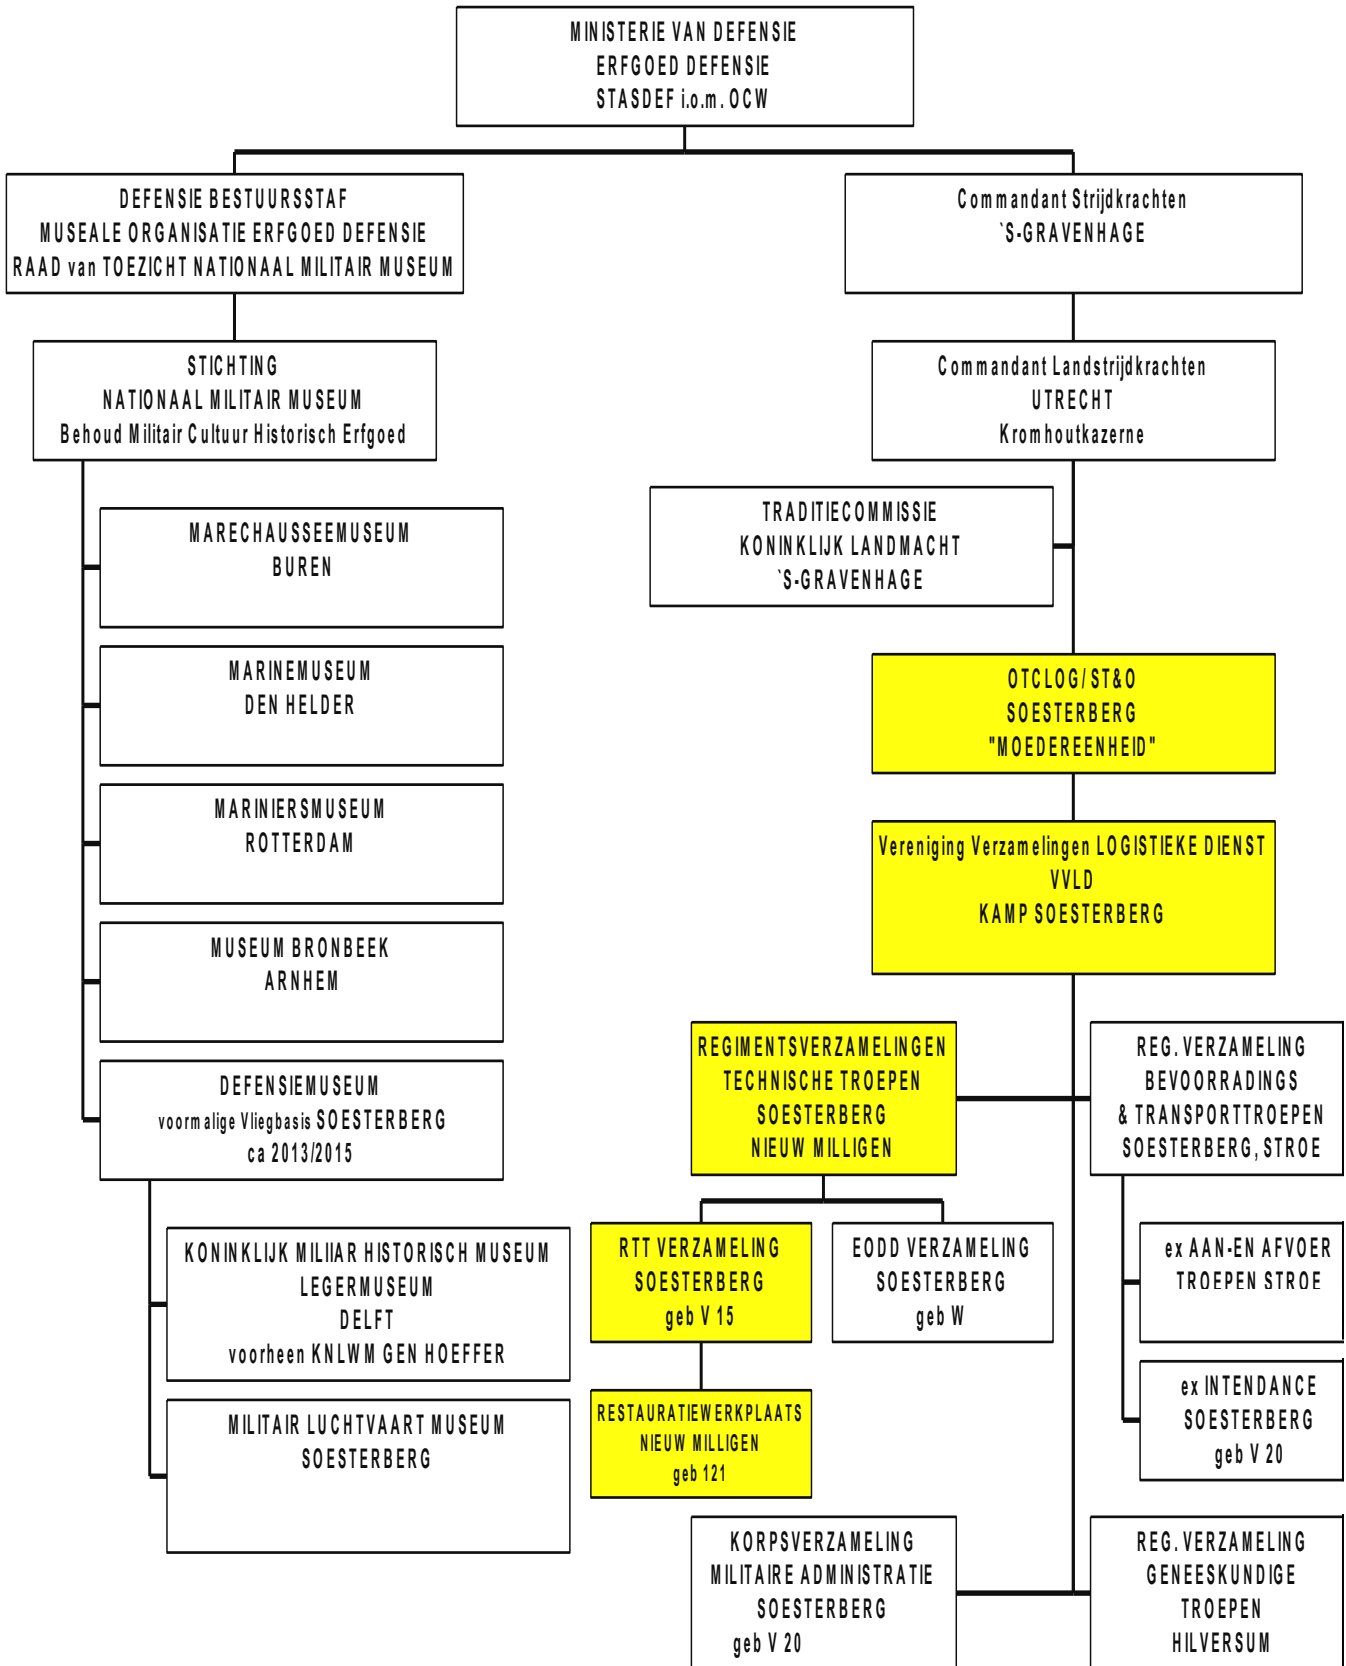 MINISTERIE VAN DEFENSIE
ERFGOED DEFENSIE
STASDEF i.o.m. OCW
DEFENSIE BESTUURSSTAF
MUSEALE ORGANISATIE ERFGOED DEFENSIE
RAAD van TOEZICHT NATIONAAL MILITAIR MUSEUM
Commandant Strijdkrachten
`S-GRAVENHAGE
STICHTING
NATIONAAL MILITAIR MUSEUM
Behoud Militair Cultuur Historisch Erfgoed
Commandant Landstrijdkrachten
UTRECHT
Kromhoutkazerne
TRADITIECOMMISSIE
KONINKLIJK LANDMACHT
`S-GRAVENHAGE
MARECHAUSSEEMUSEUM
BUREN
MARINEMUSEUM
DEN HELDER
MARINIERSMUSEUM
ROTTERDAM
MUSEUM BRONBEEK
ARNHEM
DEFENSIEMUSEUM
voormalige Vliegbasis SOESTERBERG
ca 2013/2015
KONINKLIJK MILIIAR HISTORISCH MUSEUM
LEGERMUSEUM
DELFT
voorheen KNLWM GEN HOEFFER
MILITAIR LUCHTVAART MUSEUM
SOESTERBERG
OTCLOG/ST&O
SOESTERBERG
"MOEDEREENHEID"
Vereniging Verzamelingen LOGISTIEKE DIENST
VVLD
KAMP SOESTERBERG
REGIMENTSVERZAMELINGEN
TECHNISCHE TROEPEN
SOESTERBERG
NIEUW MILLIGEN
REG. VERZAMELING
BEVOORRADINGS
& TRANSPORTTROEPEN
SOESTERBERG, STROE
RTT VERZAMELING
SOESTERBERG
geb V 15
EODD VERZAMELING
SOESTERBERG
geb W
ex AAN-EN AFVOER
TROEPEN STROE
RESTAURATIEWERKPLAATS
NIEUW MILLIGEN
geb 121
ex INTENDANCE
SOESTERBERG
geb V 20
KORPSVERZAMELING
MILITAIRE ADMINISTRATIE
SOESTERBERG
geb V 20
REG. VERZAMELING
GENEESKUNDIGE
TROEPEN
HILVERSUM